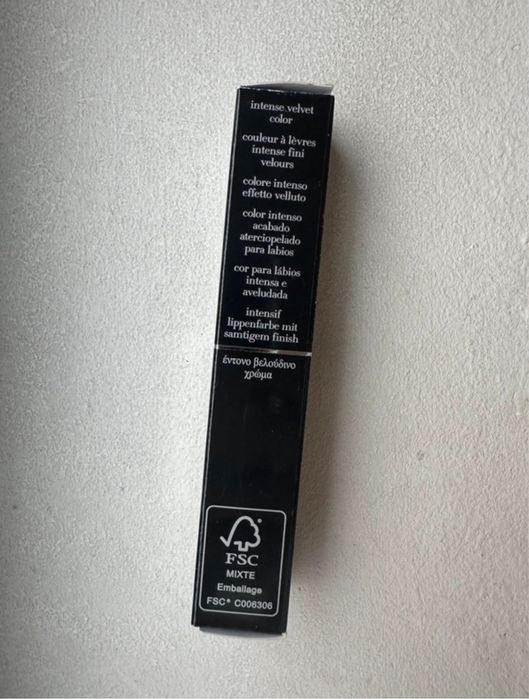 intense velvet
color
couleur à lèvres
intense fini
velours
colore intenso
effetto velluto
color intenso
acabado
aterciopelado
para labios
cor para lábios
intensa e
aveludada
intensif
lippenfarbe mit
samtigem finish
έντονο βελούδινο
χρώμα
FSC
MIXTE
Emballage
FSC® C006306